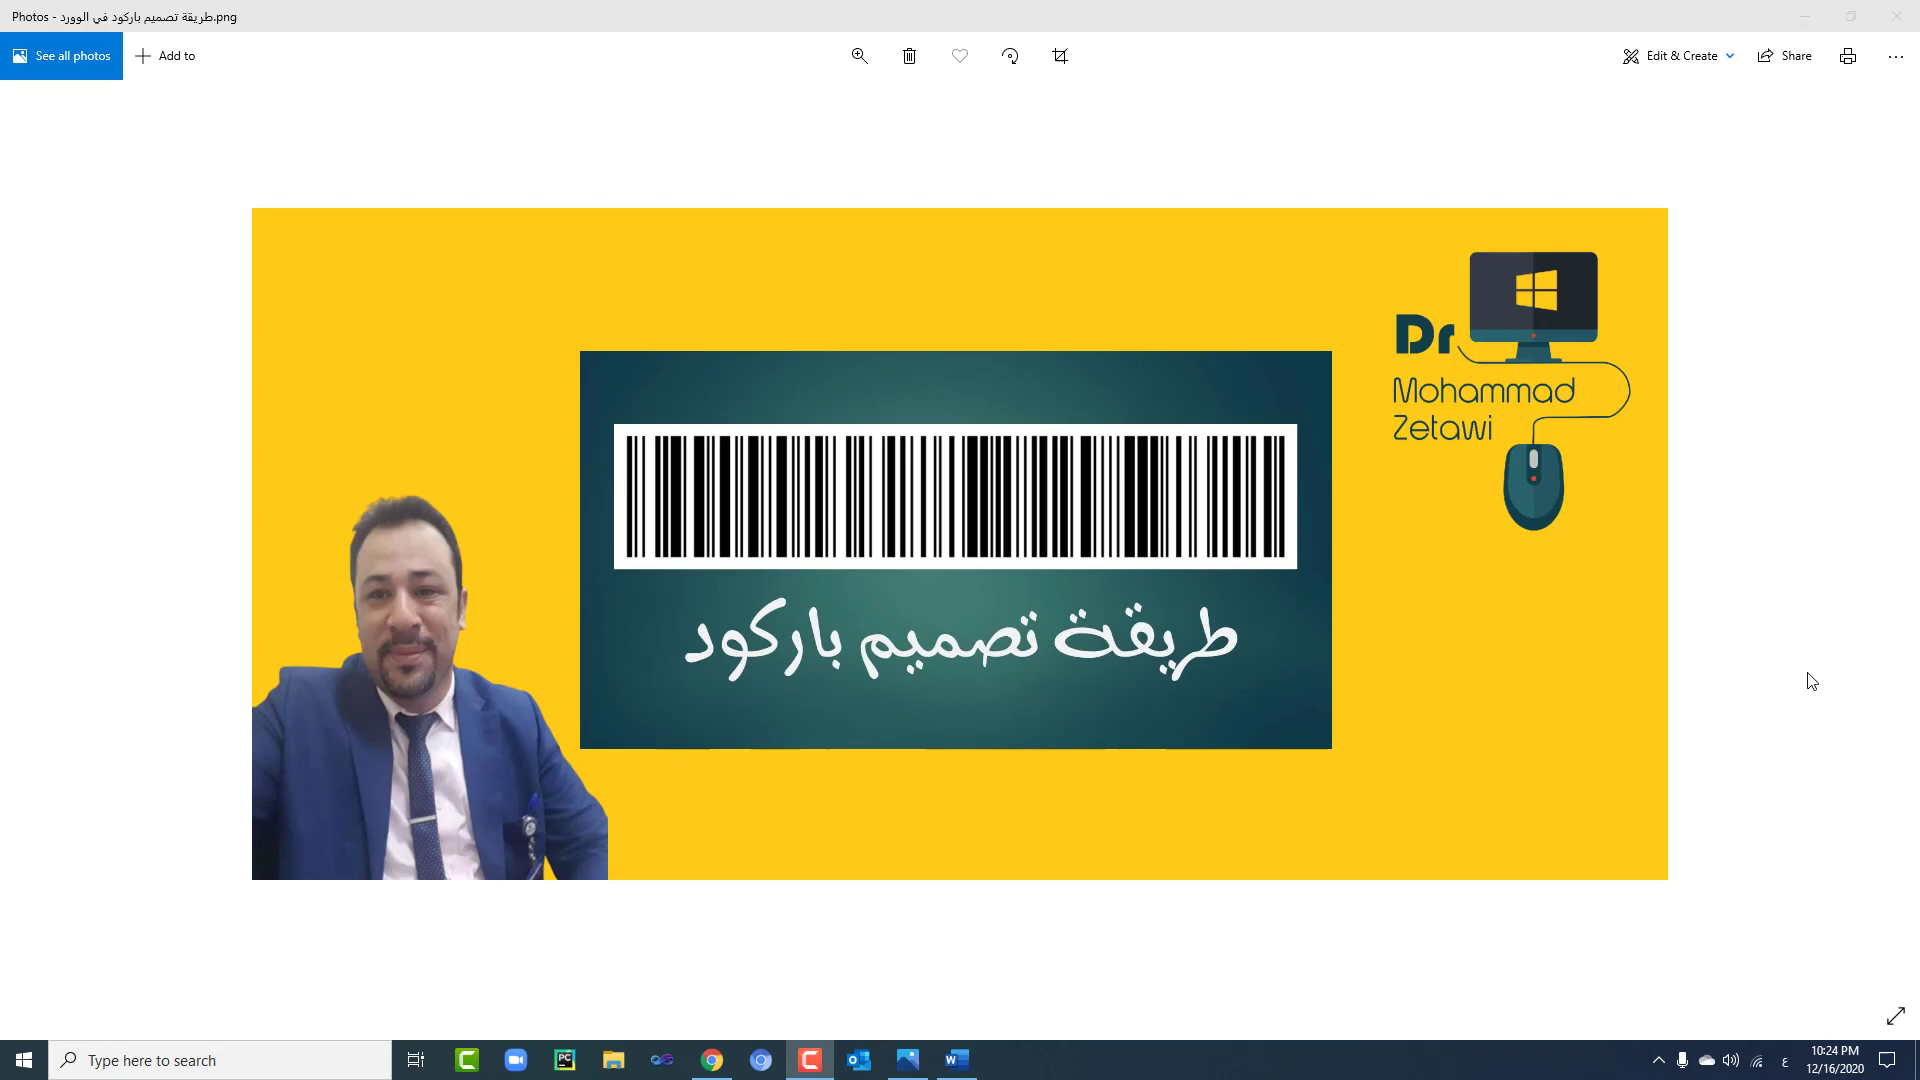 Photos - طريقة تصميم باركود في الوورد.png
See all photos
Add to
Edit & Create
Share
Dr
Mohammad
Zetawi
طريقة تصميم باركود
Type here to search
PC
ع
10:24 PM
12/16/2020